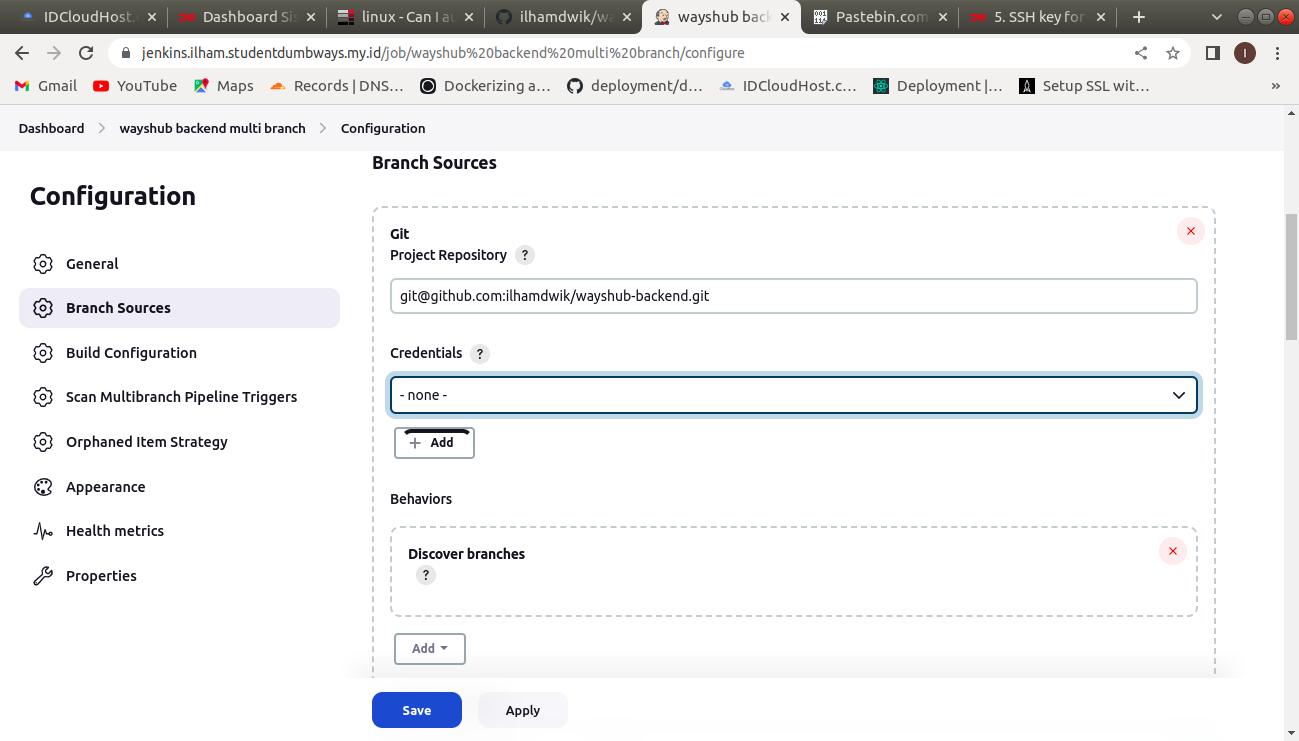 IDCloudHost.c
Dashboard Sis
linux - Can I au
ilhamdwik/wa
wayshub back
Pastebin.com
5. SSH key for
jenkins.ilham.studentdumbways.my.id/job/wayshub%20backend%20multi%20branch/configure
I
Gmail
YouTube
Maps
Records | DNS...
Dockerizing a...
deployment/d...
IDCloudHost.c...
Deployment |...
Setup SSL wit...
»
Dashboard
wayshub backend multi branch
Configuration
Configuration
General
Branch Sources
Build Configuration
Scan Multibranch Pipeline Triggers
Orphaned Item Strategy
Appearance
Health metrics
Properties
Branch Sources
Git
Project Repository ?
git@github.com:ilhamdwik/wayshub-backend.git
Credentials ?
- none -
+ Add
Behaviors
Discover branches
?
Add
Save
Apply